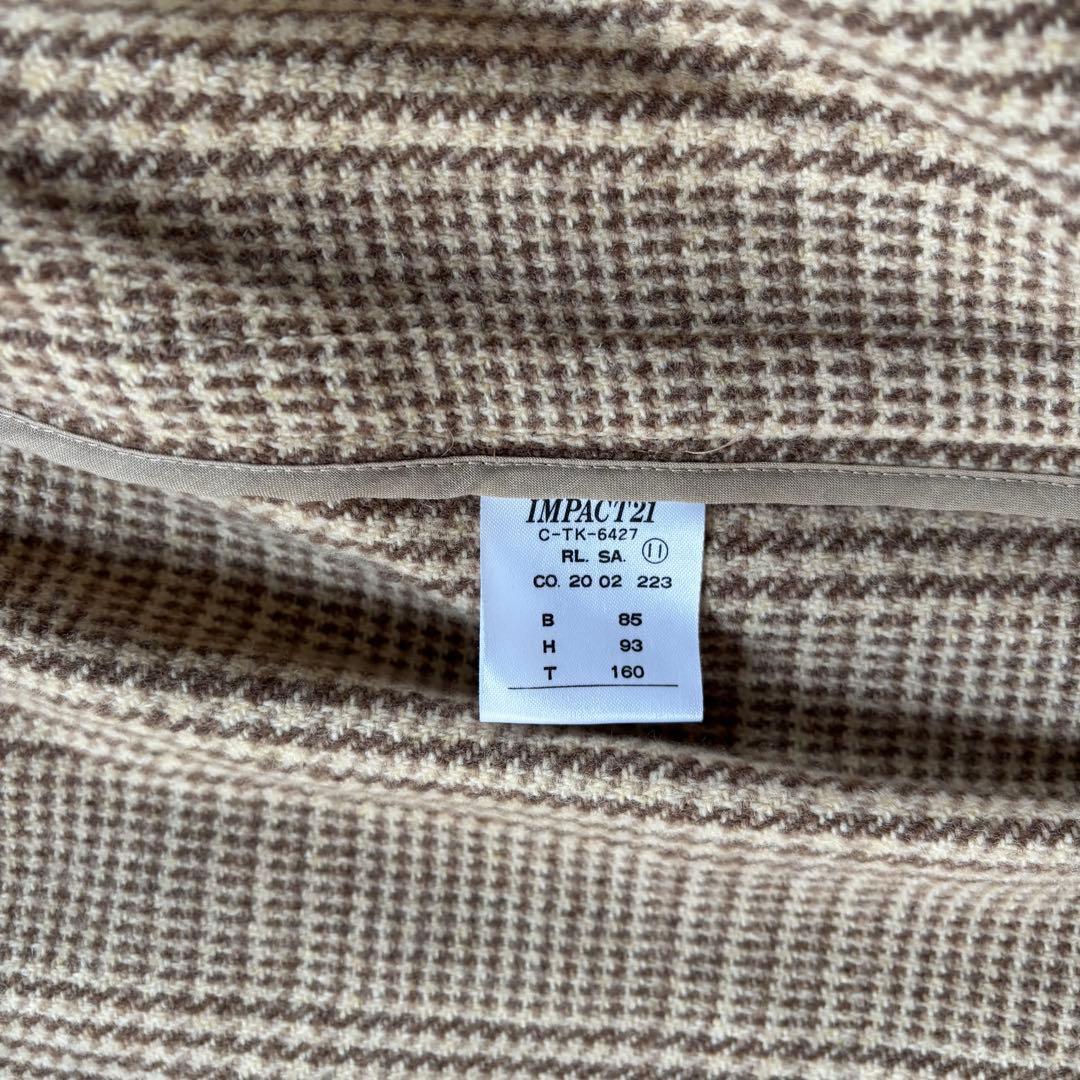 IMPACT21
C-TK-6427
RL. SA. ⑪
CO. 20 02 223
B 85
H 93
T 160